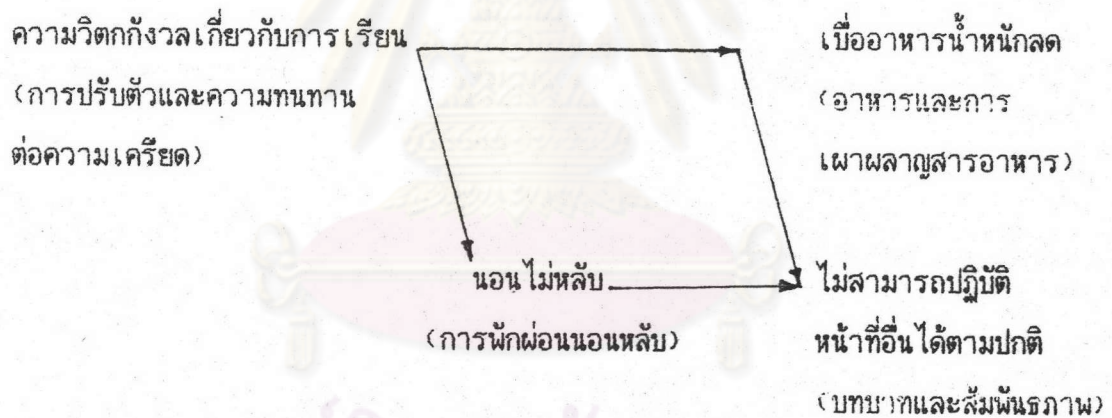 ความวิตกกังวลเกี่ยวกับการเรียน
(การปรับตัวและความทนทาน
ต่อความเครียด)
เบื่ออาหารน้ำหนักลด
(อาหารและการ
เผาผลาญสารอาหาร)
นอนไม่หลับ
(การพักผ่อนนอนหลับ)
ไม่สามารถปฏิบัติ
หน้าที่อื่นได้ตามปกติ
(บทบาทและสัมพันธภาพ)